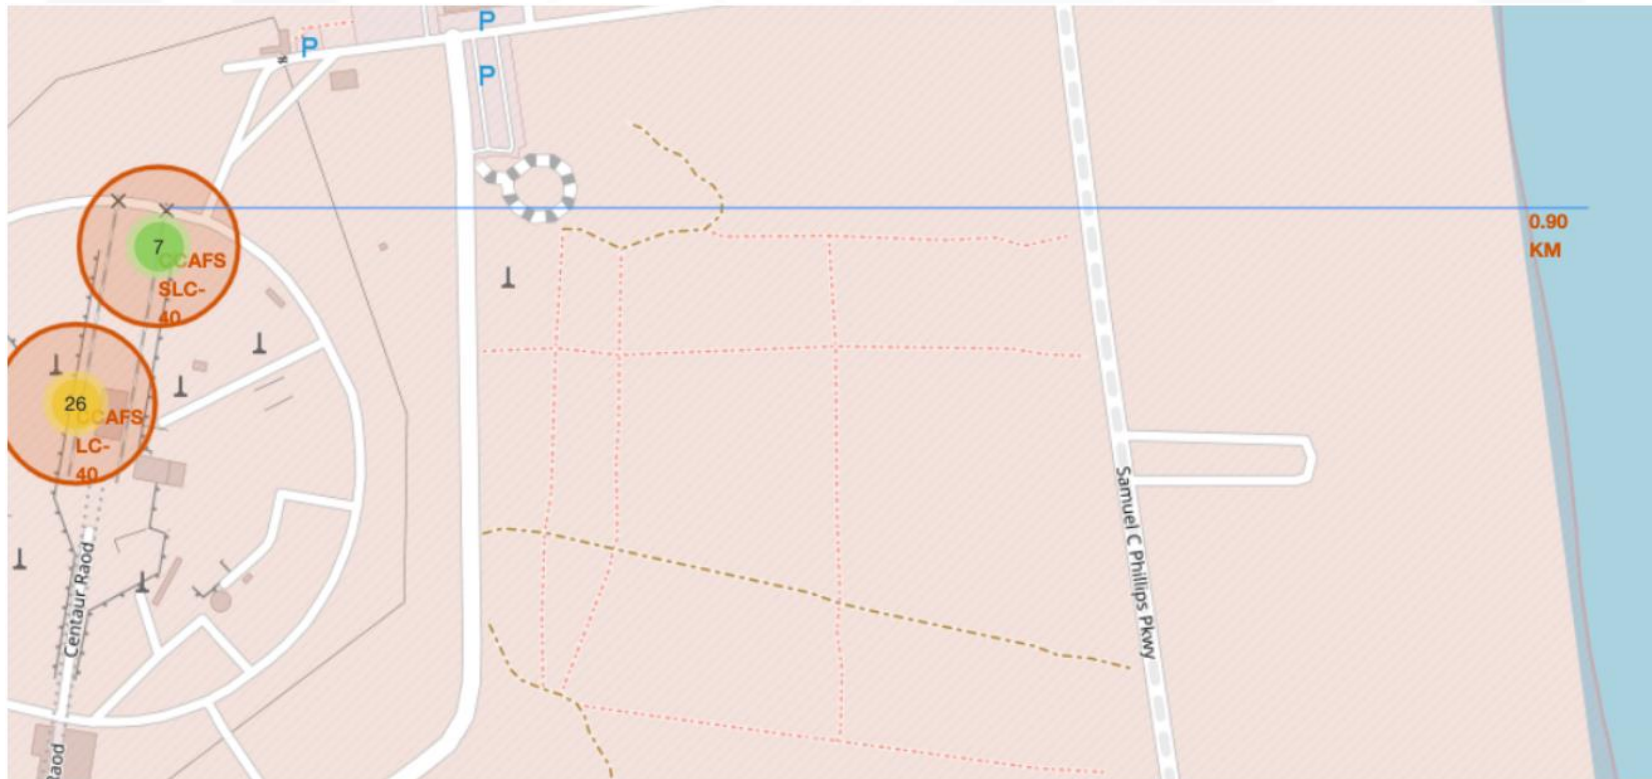 P
P
P
0.90
KM
7
CCAFS
SLC-
40
26
CCAFS
LC-
40
Samuel C Phillips Pkwy
Centaur Raod
Raod